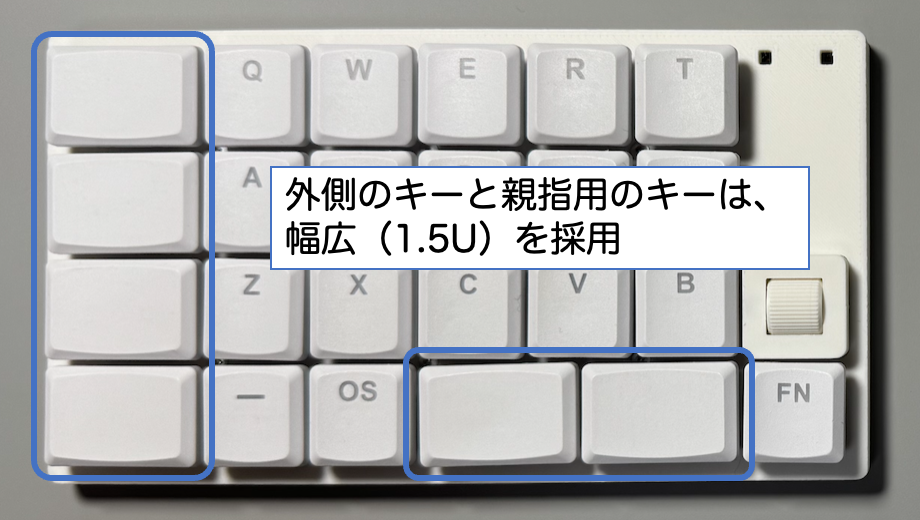 Q W E R T
A
外側のキーと親指用のキーは、
幅広（1.5U）を採用
Z X C V B
— OS FN